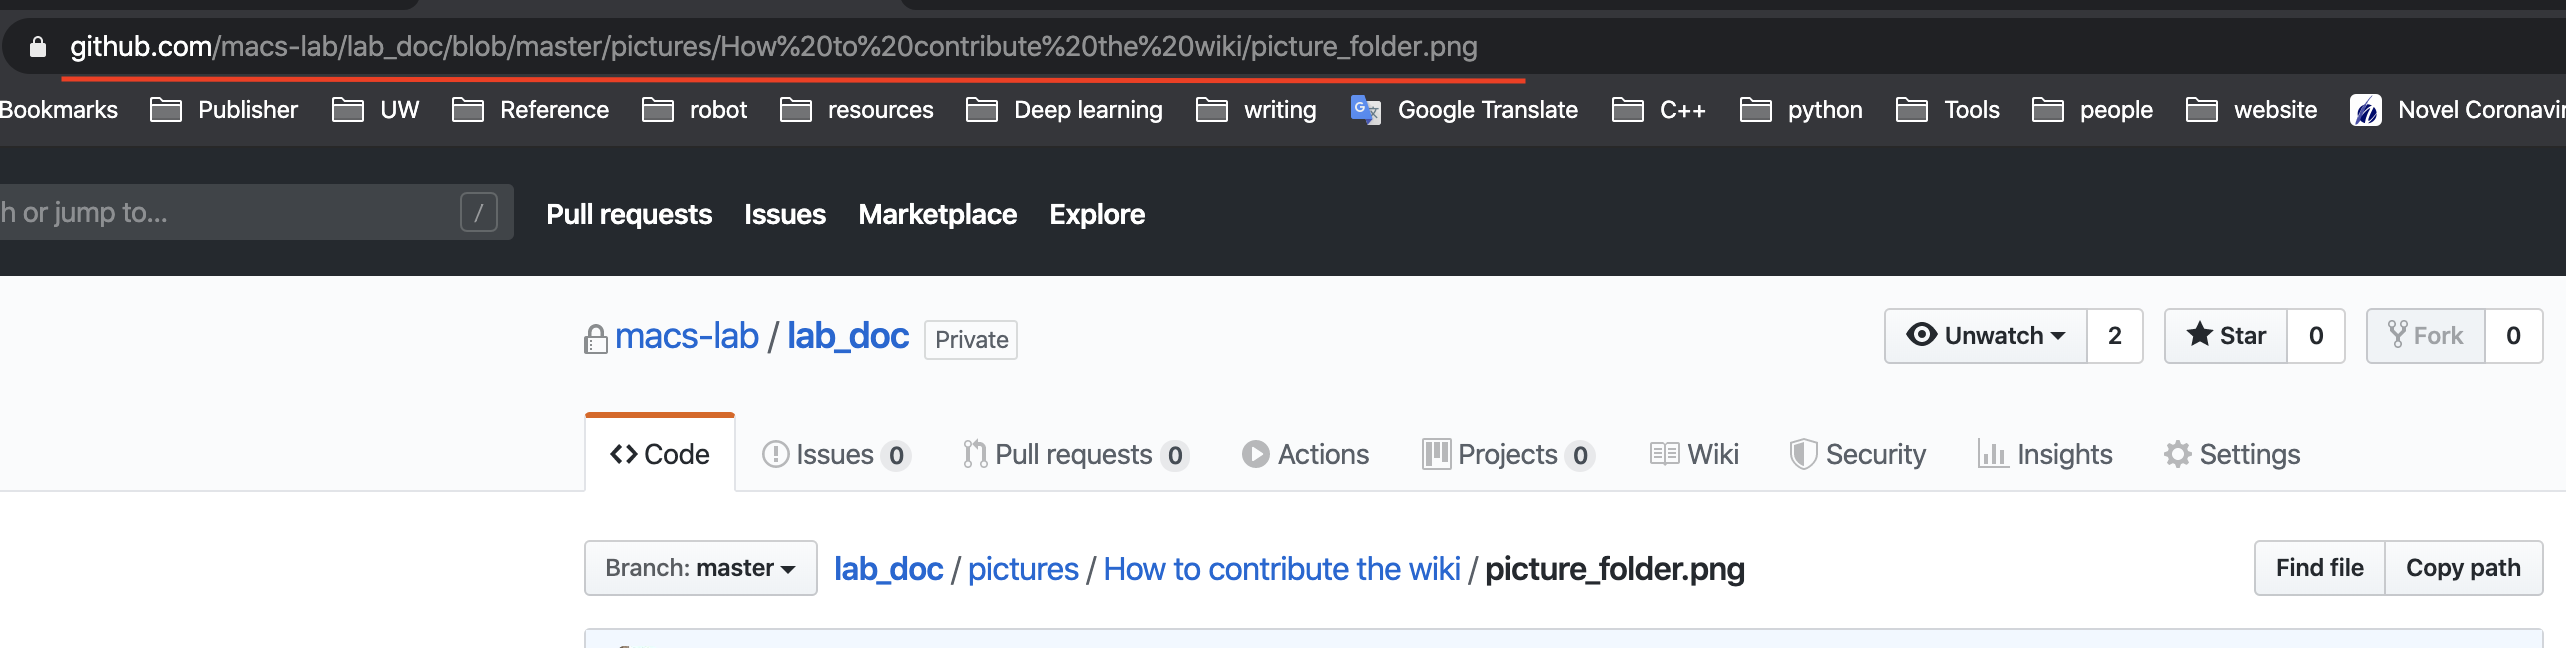 github.com/macs-lab/lab_doc/blob/master/pictures/How%20to%20contribute%20the%20wiki/picture_folder.png
Bookmarks Publisher UW Reference robot resources Deep learning writing Google Translate C++ python Tools people website Novel Coronavir
h or jump to... / Pull requests Issues Marketplace Explore
macs-lab / lab_doc Private Unwatch 2 Star 0 Fork 0
Code Issues 0 Pull requests 0 Actions Projects 0 Wiki Security Insights Settings
Branch: master lab_doc / pictures / How to contribute the wiki / picture_folder.png Find file Copy path